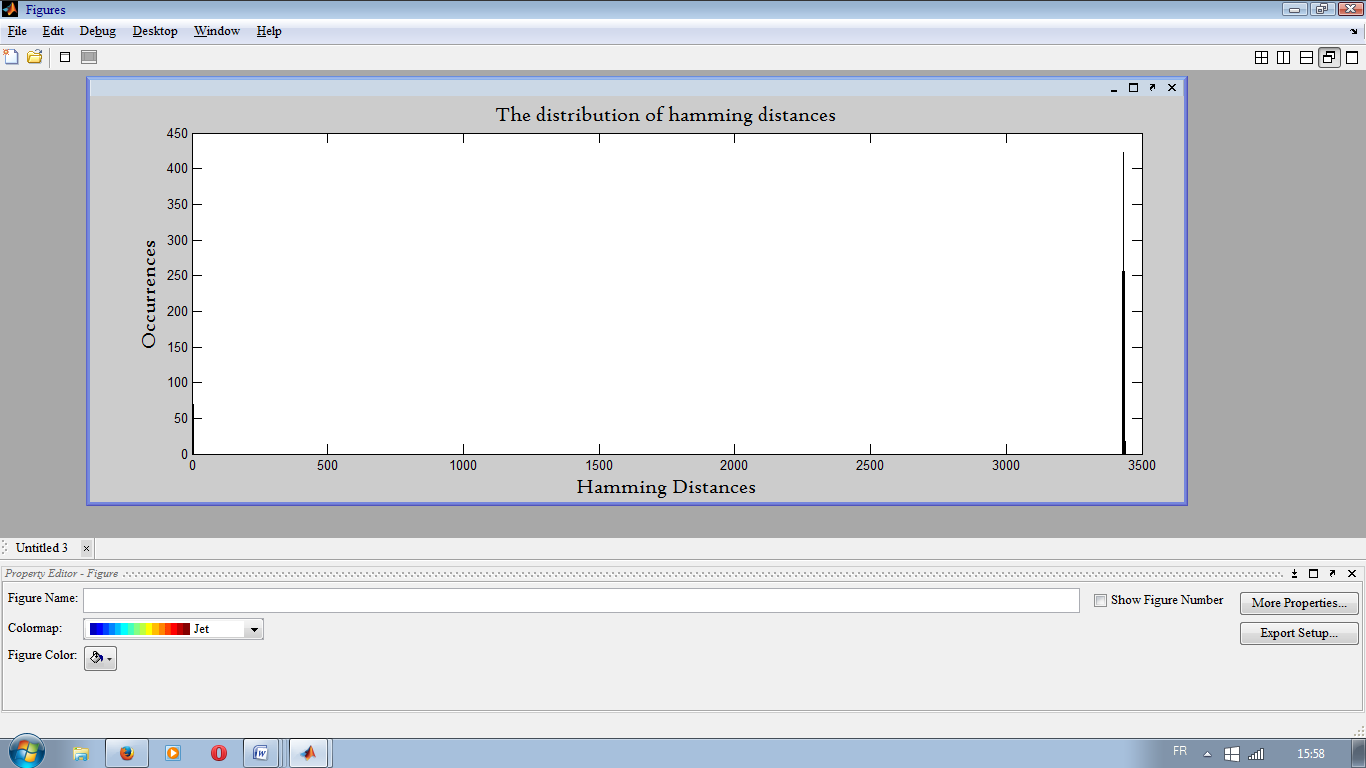 Figures
File Edit Debug Desktop Window Help
The distribution of hamming distances
450
400
350
300
250
200
150
100
50
0
Occurrences
0 500 1000 1500 2000 2500 3000 3500
Hamming Distances
Untitled 3
Property Editor - Figure
Figure Name:
Show Figure Number
More Properties...
Colormap:
Jet
Export Setup...
Figure Color:
FR
15:58